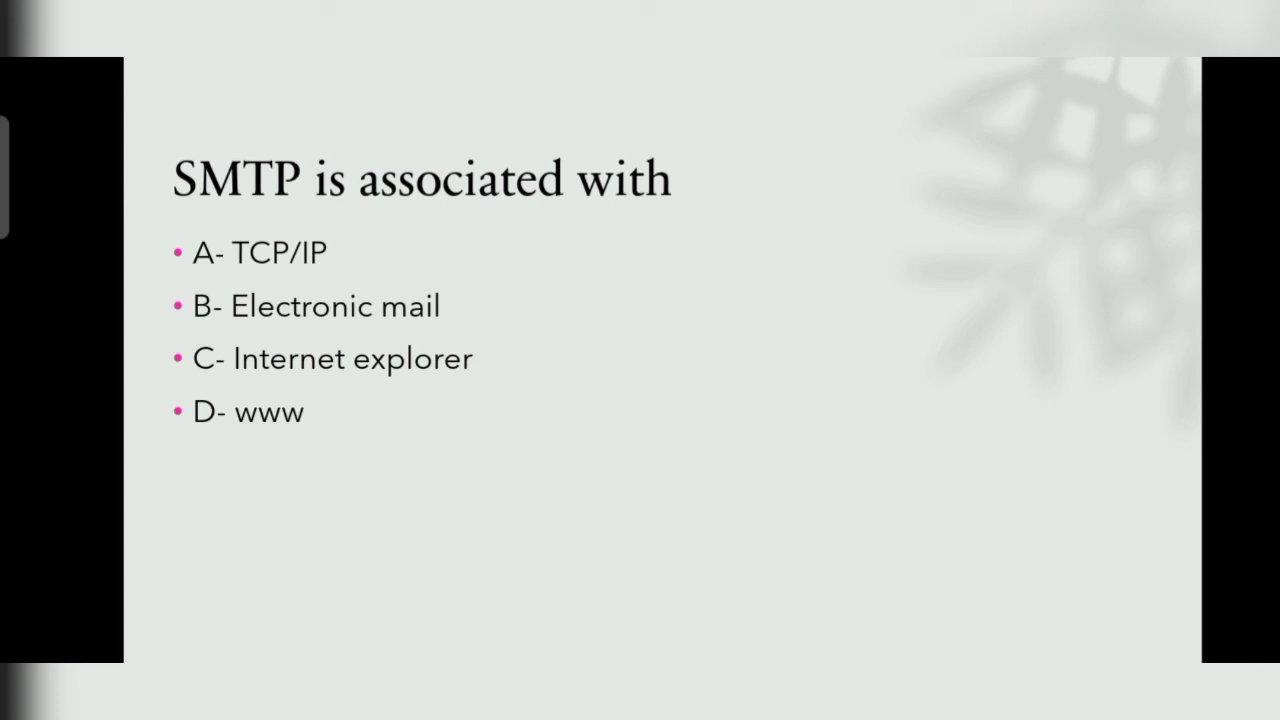 SMTP is associated with
• A- TCP/IP
• B- Electronic mail
• C- Internet explorer
• D- www